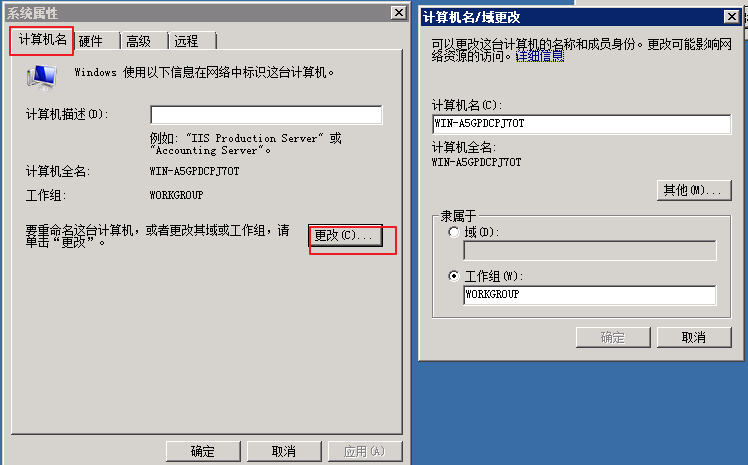 系统属性
计算机名 硬件 高级 远程
Windows 使用以下信息在网络中标识这台计算机。
计算机描述(D):
例如: "IIS Production Server" 或
"Accounting Server"。
计算机全名: WIN-A5GPDCPJ7OT
工作组: WORKGROUP
要重命名这台计算机，或者更改其域或工作组，请
单击“更改”。
更改(C)...
确定 取消 应用(A)
计算机名/域更改
可以更改这台计算机的名称和成员身份。更改可能影响网
络资源的访问。详细信息
计算机名(C):
WIN-A5GPDCPJ7OT
计算机全名:
WIN-A5GPDCPJ7OT
其他(M)...
隶属于
域(D):
工作组(W):
WORKGROUP
确定 取消